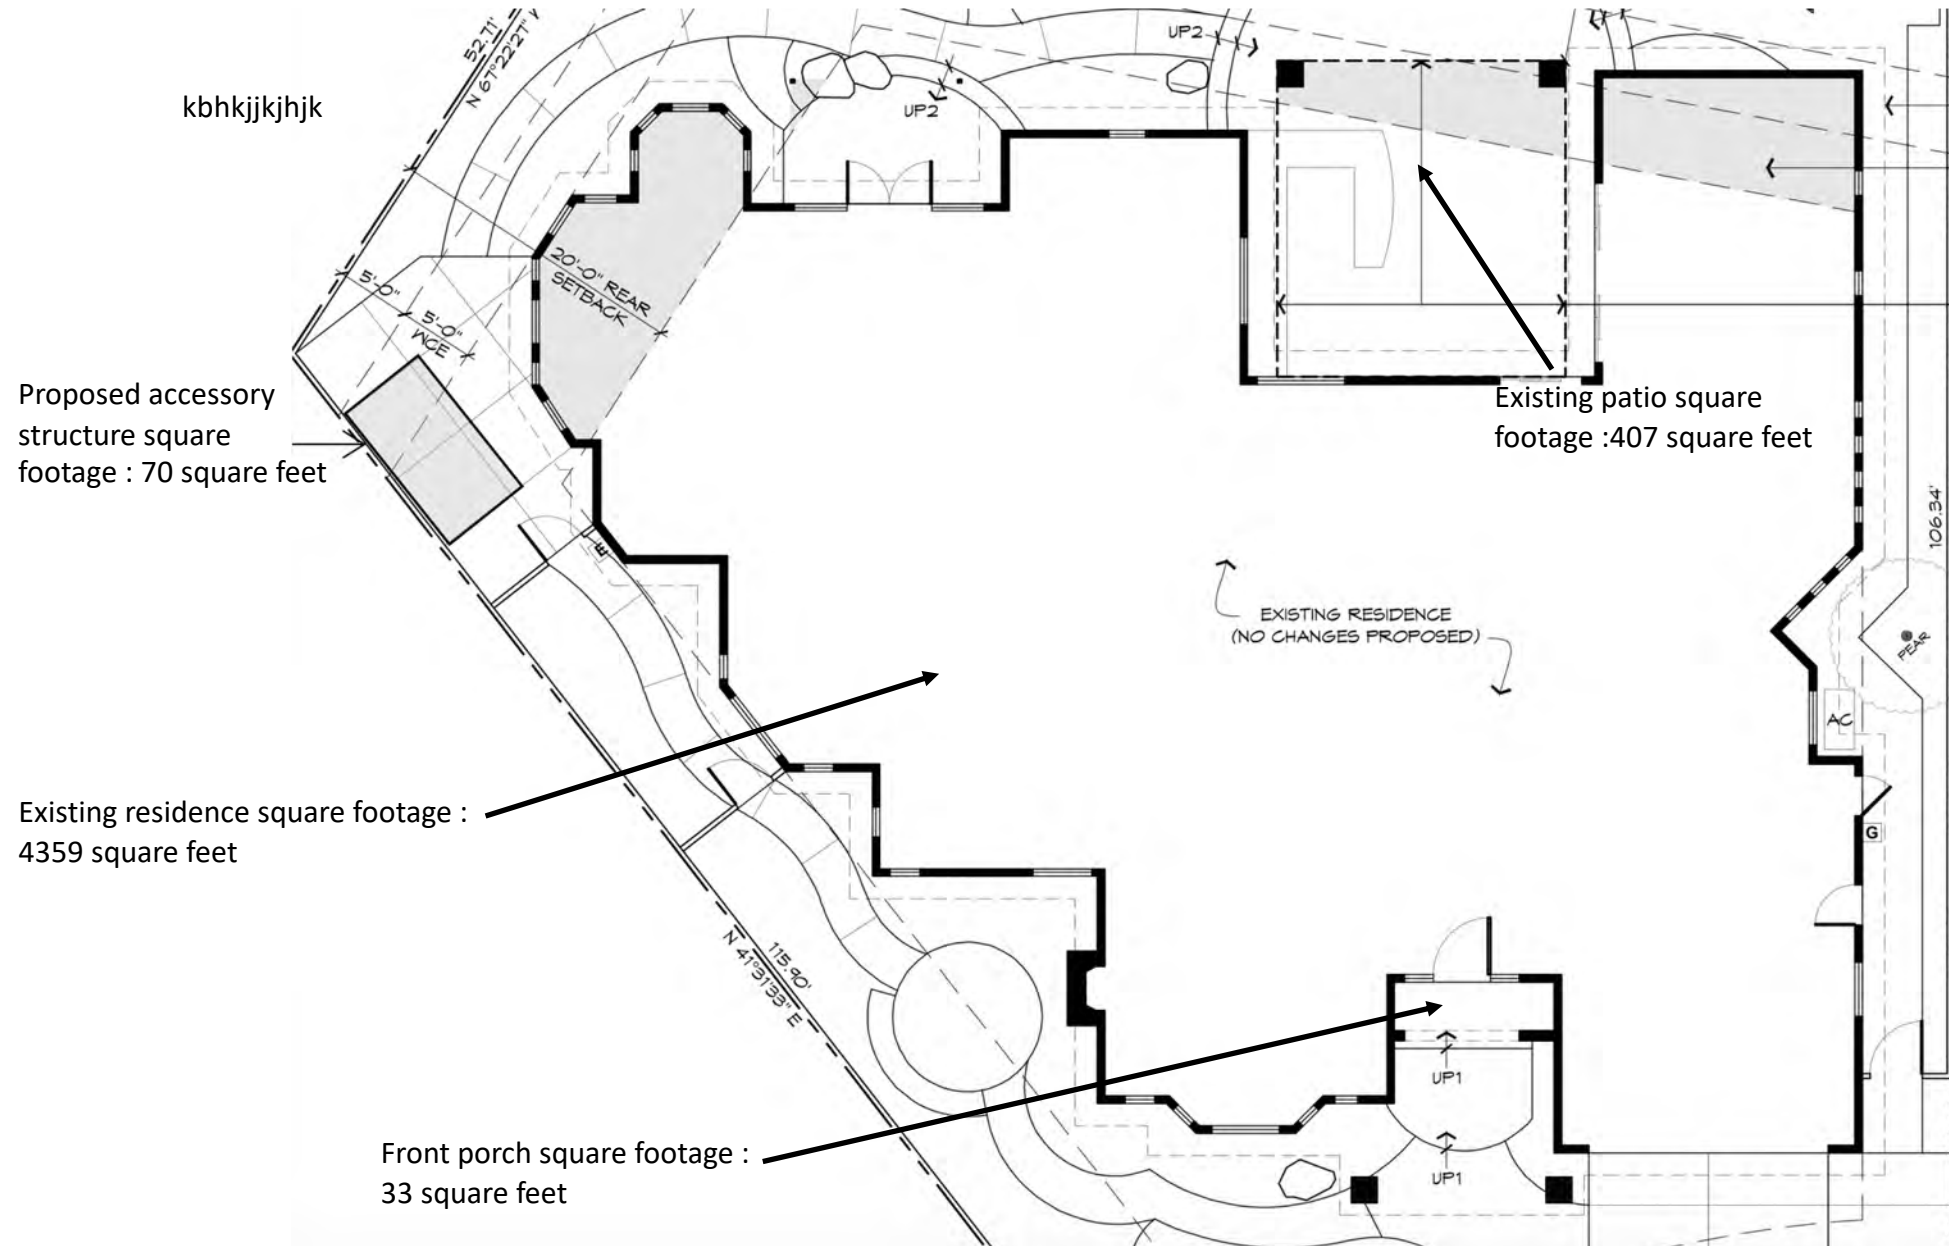 52.71'
N 67°22'27" W
UP2
kbhkjjkjhjk
UP2
20'-0" REAR
SETBACK
5'-0"
5'-0"
WCE
Proposed accessory
structure square
footage : 70 square feet
Existing patio square
footage :407 square feet
106.34'
E
EXISTING RESIDENCE
(NO CHANGES PROPOSED)
PEAR
AC
Existing residence square footage :
4359 square feet
G
115.90'
N 41°31'33" E
UP1
Front porch square footage :
33 square feet
UP1